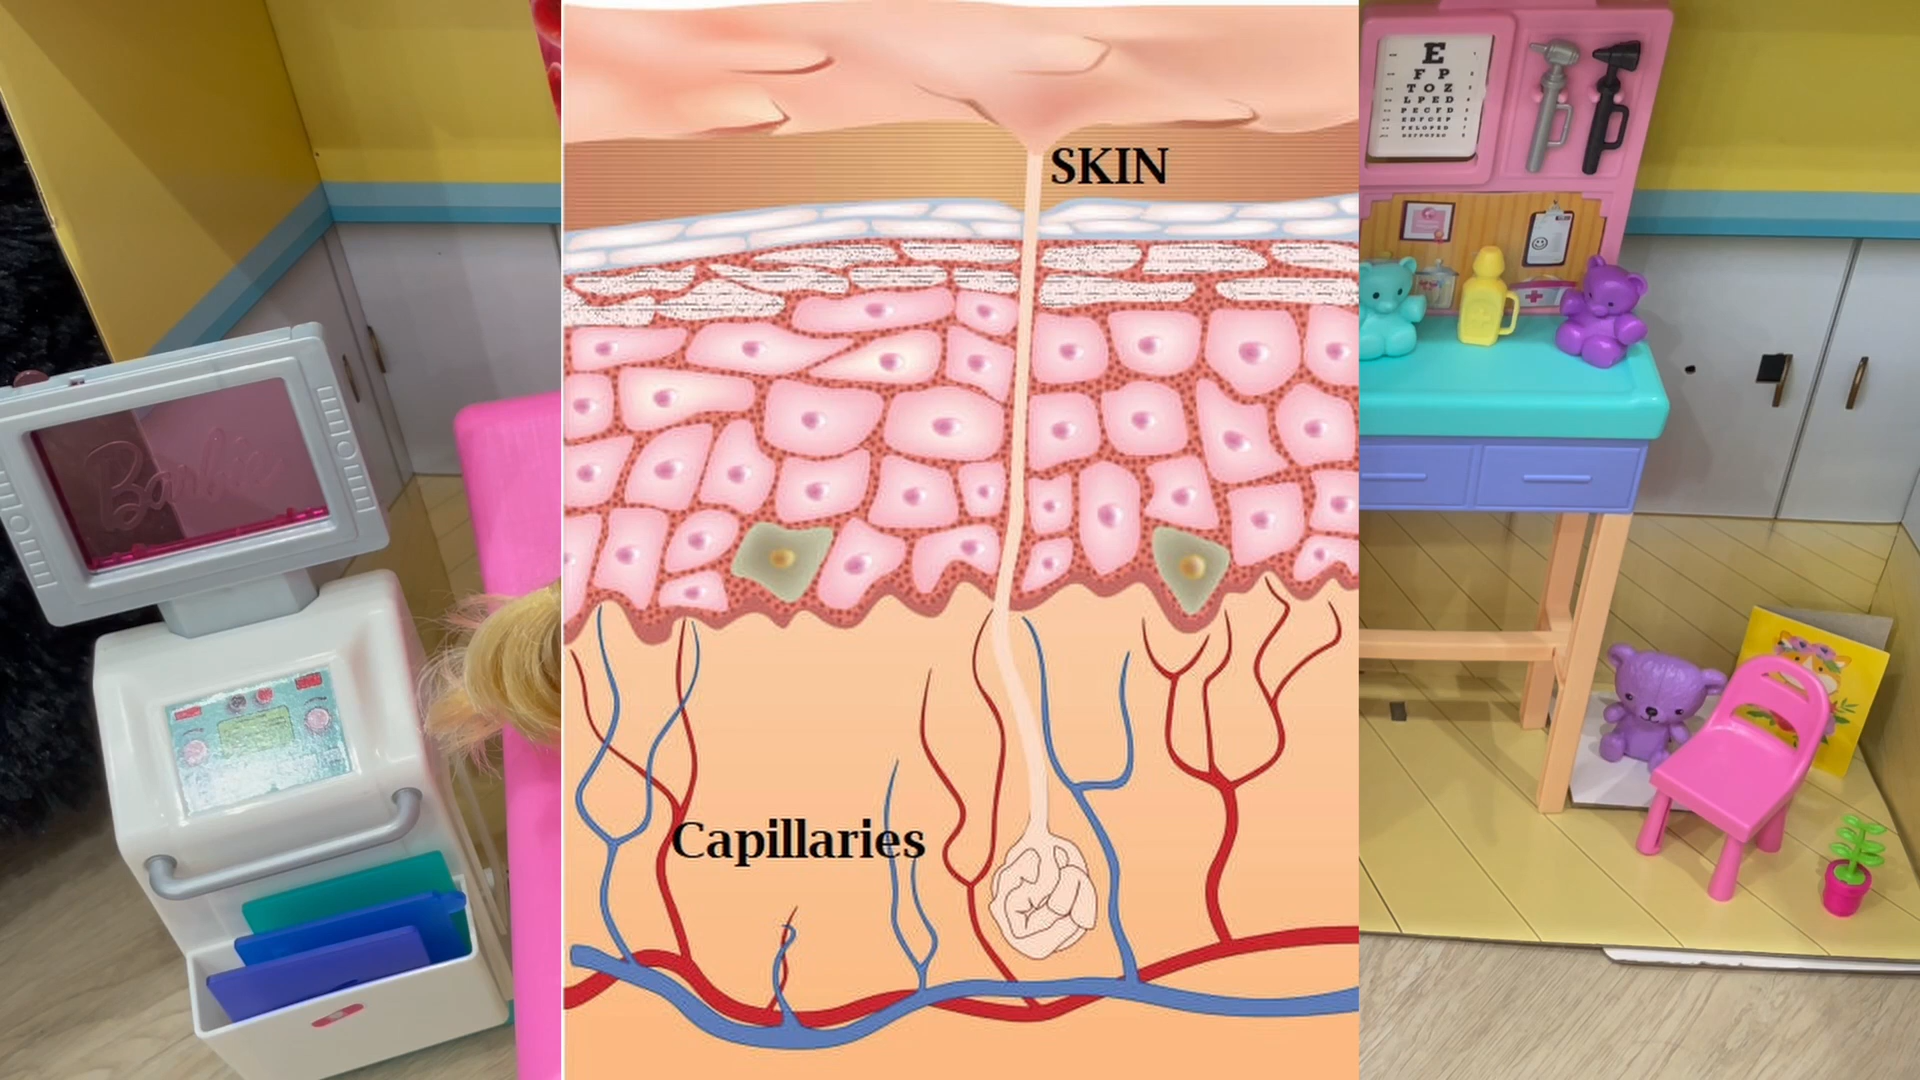 Barbie
SKIN
Capillaries
E
F P
T O Z
L P E D
P E C F D
E D F C Z P